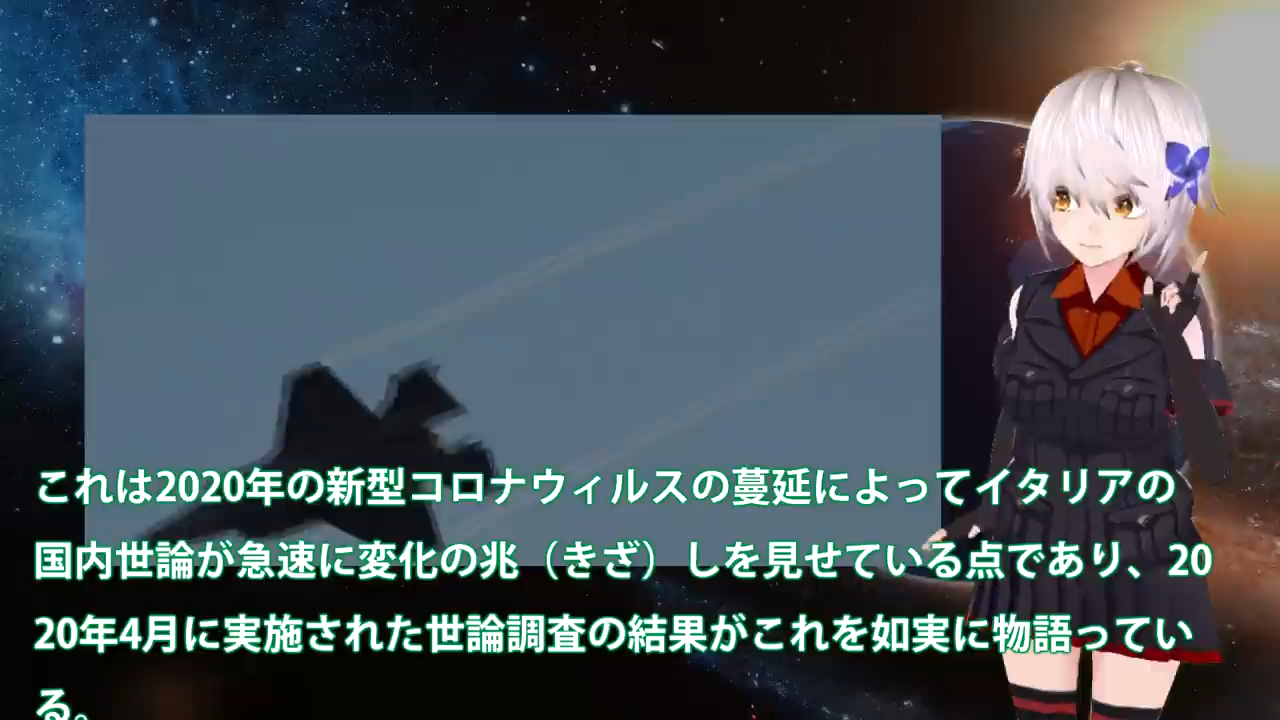 これは2020年の新型コロナウィルスの蔓延によってイタリアの
国内世論が急速に変化の兆（きざ）しを見せている点であり、20
20年4月に実施された世論調査の結果がこれを如実に物語ってい
る。